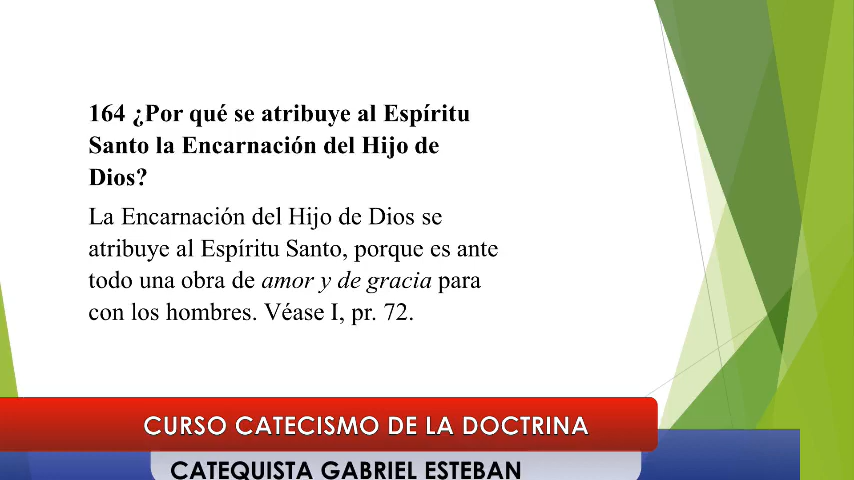 164 ¿Por qué se atribuye al Espíritu
Santo la Encarnación del Hijo de
Dios?
La Encarnación del Hijo de Dios se
atribuye al Espíritu Santo, porque es ante
todo una obra de amor y de gracia para
con los hombres. Véase I, pr. 72.
CURSO CATECISMO DE LA DOCTRINA
CATEQUISTA GABRIEL ESTEBAN